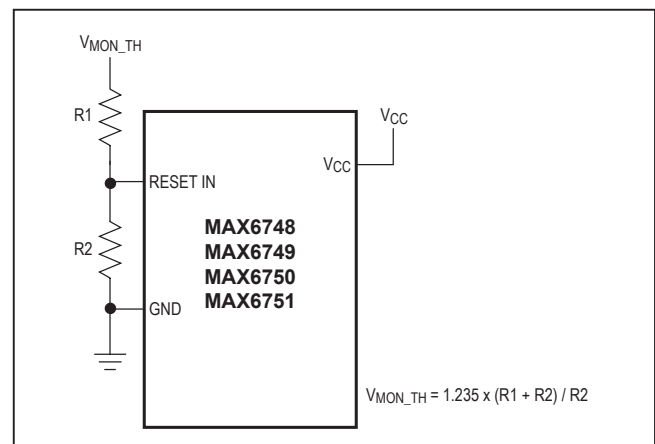 VMON_TH
R1
VCC
VCC
RESET IN
MAX6748
MAX6749
MAX6750
MAX6751
R2
GND
VMON_TH = 1.235 x (R1 + R2) / R2